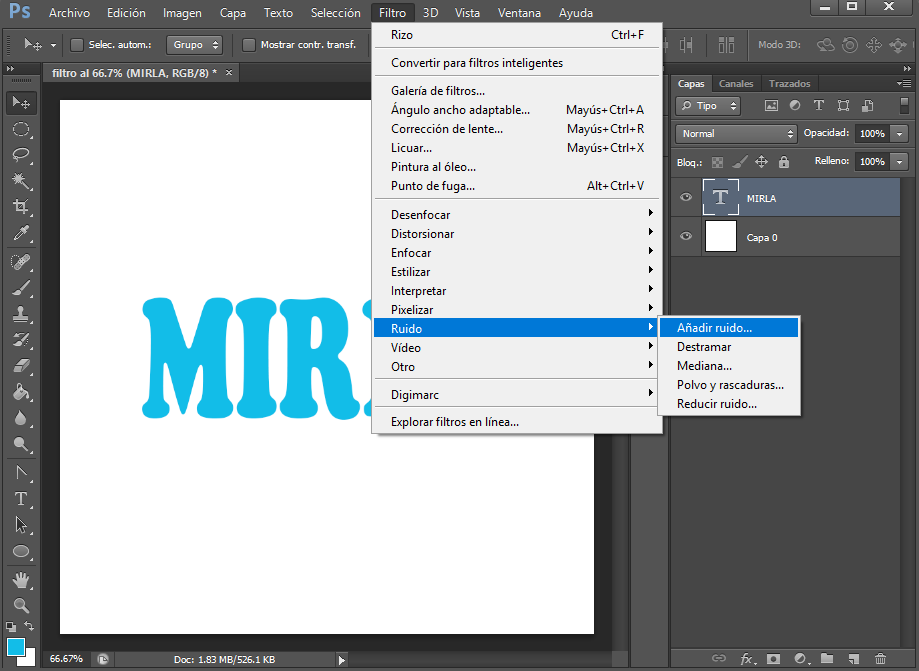 Ps Archivo Edición Imagen Capa Texto Selección Filtro 3D Vista Ventana Ayuda
Selec. autom.: Grupo Mostrar contr. transf. Modo 3D:
filtro al 66.7% (MIRLA, RGB/8) * ×
Rizo Ctrl+F
Convertir para filtros inteligentes
Galería de filtros...
Ángulo ancho adaptable... Mayús+Ctrl+A
Corrección de lente... Mayús+Ctrl+R
Licuar... Mayús+Ctrl+X
Pintura al óleo...
Punto de fuga... Alt+Ctrl+V
Desenfocar
Distorsionar
Enfocar
Estilizar
Interpretar
Pixelizar
Ruido
Vídeo
Otro
Digimarc
Explorar filtros en línea...
Añadir ruido...
Destramar
Mediana...
Polvo y rascaduras...
Reducir ruido...
MIR
Capas Canales Trazados
Tipo
Normal Opacidad: 100%
Bloq.: Relleno: 100%
T MIRLA
Capa 0
66.67% Doc: 1.83 MB/526.1 KB
fx